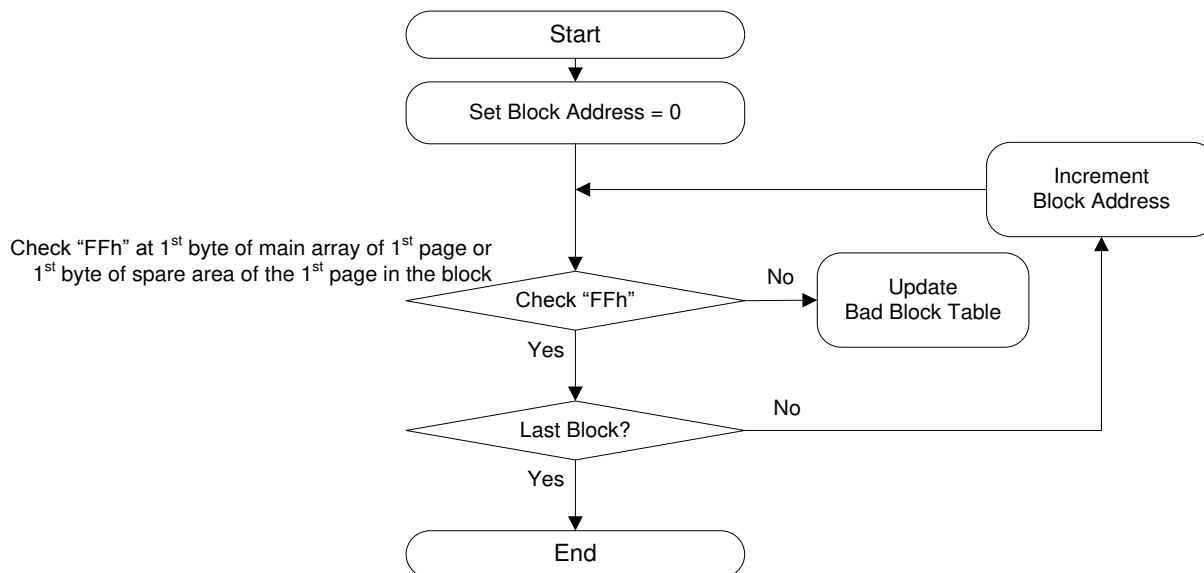 Start
Set Block Address = 0
Increment
Block Address
Check “FFh” at 1st byte of main array of 1st page or
1st byte of spare area of the 1st page in the block
Check “FFh”
No
Update
Bad Block Table
Yes
Last Block?
No
Yes
End